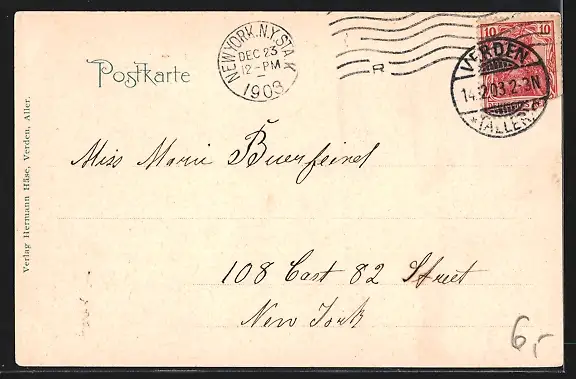 Postkarte
NEW YORK, N.Y. STA. K
DEC 23
12-PM
1903
R
10 10
VERDEN
14.12.03.2-3N
*(ALLER)*
Miss Marie Buerfeind
108 East 82 Street
New York
6,-
Verlag Hermann Häse, Verden, Aller.